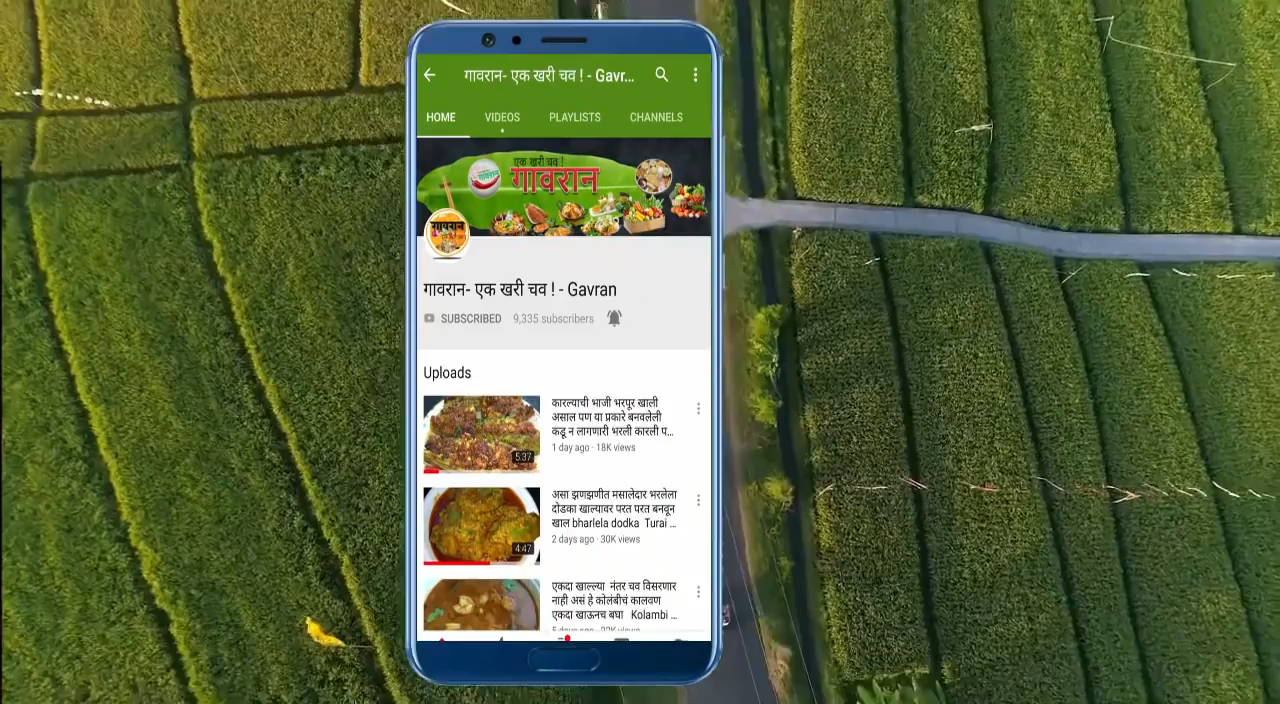 गावरान- एक खरी चव ! - Gavr...
HOME VIDEOS PLAYLISTS CHANNELS
एक खरी चव !
गावरान
गावरान
गावरान- एक खरी चव ! - Gavran
SUBSCRIBED 9,335 subscribers
Uploads
कारल्याची भाजी भरपूर खाली
असाल पण या प्रकारे बनवलेली
कडू न लागणारी भरली कारली प...
1 day ago · 18K views
5:37
असा झणझणीत मसालेदार भरलेला
दोडका खाल्यावर परत परत बनवून
खाल bharlela dodka Turai ...
2 days ago · 30K views
4:47
एकदा खाल्ल्या नंतर चव विसरणार
नाही असं हे कोलंबीचं कालवण
एकदा खाऊनच बघा Kolambi ...